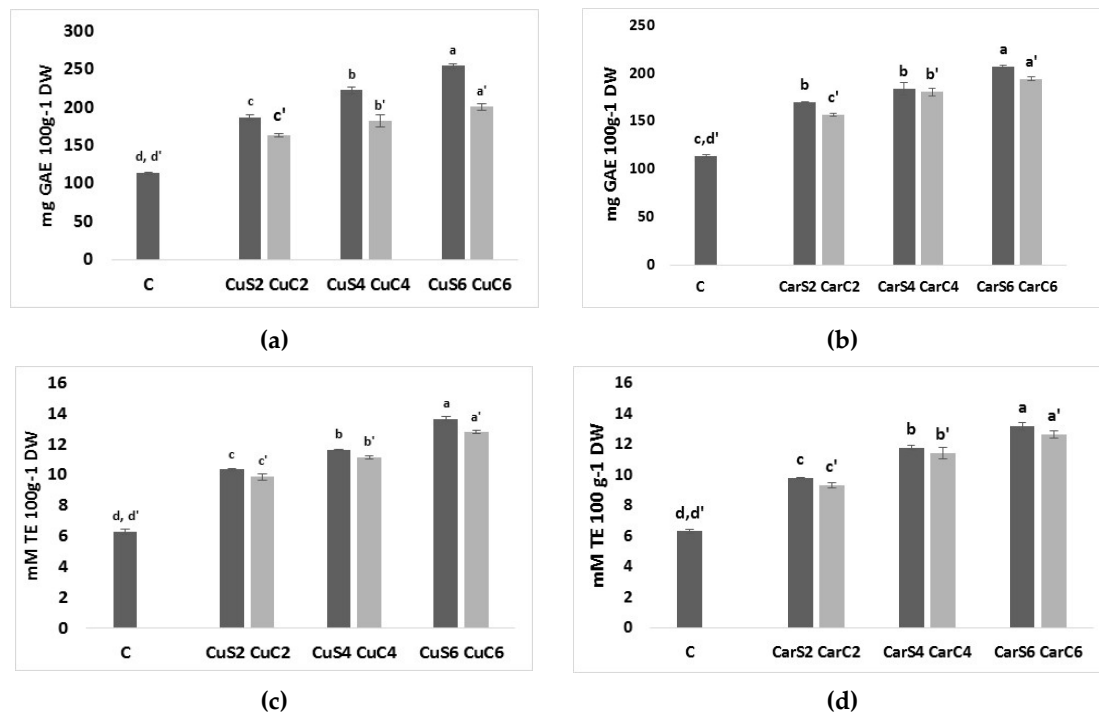 300
250
200
150
100
50
0
mg GAE 100g-1 DW
d, d'
c
c'
b
b'
a
a'
C
CuS2 CuC2
CuS4 CuC4
CuS6 CuC6
(a)
250
200
150
100
50
0
mg GAE 100g-1 DW
c,d'
b
c'
b
b'
a
a'
C
CarS2 CarC2
CarS4 CarC4
CarS6 CarC6
(b)
16
14
12
10
8
6
4
2
0
mM TE 100g-1 DW
d, d'
c
c'
b
b'
a
a'
C
CuS2 CuC2
CuS4 CuC4
CuS6 CuC6
(c)
16
14
12
10
8
6
4
2
0
mM TE 100 g-1 DW
d,d'
c
c'
b
b'
a
a'
C
CarS2 CarC2
CarS4 CarC4
CarS6 CarC6
(d)